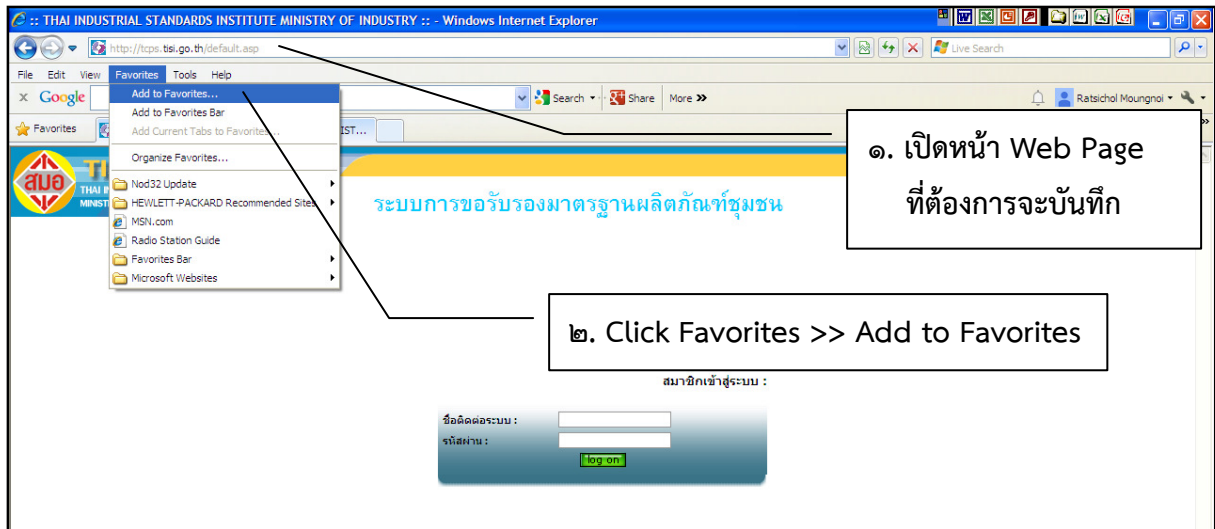 :: THAI INDUSTRIAL STANDARDS INSTITUTE MINISTRY OF INDUSTRY :: - Windows Internet Explorer
http://tcps.tisi.go.th/default.asp
Live Search
File Edit View Favorites Tools Help
x Google
Search
Share
More »
Ratsichol Moungnoi
Favorites
IST...
Add to Favorites...
Add to Favorites Bar
Add Current Tabs to Favorites...
Organize Favorites...
Nod32 Update
HEWLETT-PACKARD Recommended Sites
MSN.com
Radio Station Guide
Favorites Bar
Microsoft Websites
สมอ
ระบบการขอรับรองมาตรฐานผลิตภัณฑ์ชุมชน
๑. เปิดหน้า Web Page
ที่ต้องการจะบันทึก
๒. Click Favorites >> Add to Favorites
สมาชิกเข้าสู่ระบบ :
ชื่อติดต่อระบบ :
รหัสผ่าน :
log on